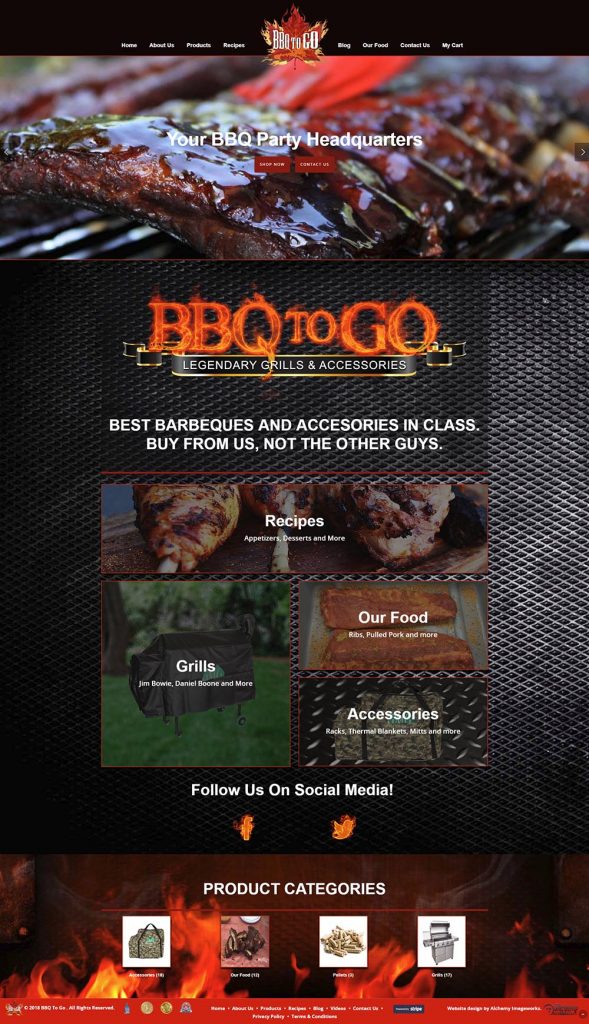 Home About Us Products Recipes BBQ TO GO Blog Our Food Contact Us My Cart
Your BBQ Party Headquarters
SHOP NOW CONTACT US
BBQ TO GO
LEGENDARY GRILLS & ACCESSORIES
BEST BARBEQUES AND ACCESORIES IN CLASS.
BUY FROM US, NOT THE OTHER GUYS.
Recipes
Appetizers, Desserts and More
Grills
Jim Bowie, Daniel Boone and More
Our Food
Ribs, Pulled Pork and more
Accessories
Racks, Thermal Blankets, Mitts and more
Follow Us On Social Media!
PRODUCT CATEGORIES
Accessories (18) Our Food (12) Pellets (3) Grills (17)
© 2018 BBQ To Go . All Rights Reserved.
Home • About Us • Products • Recipes • Blog • Videos • Contact Us •
Privacy Policy • Terms & Conditions
stripe
Website design by Alchemy Imageworks.